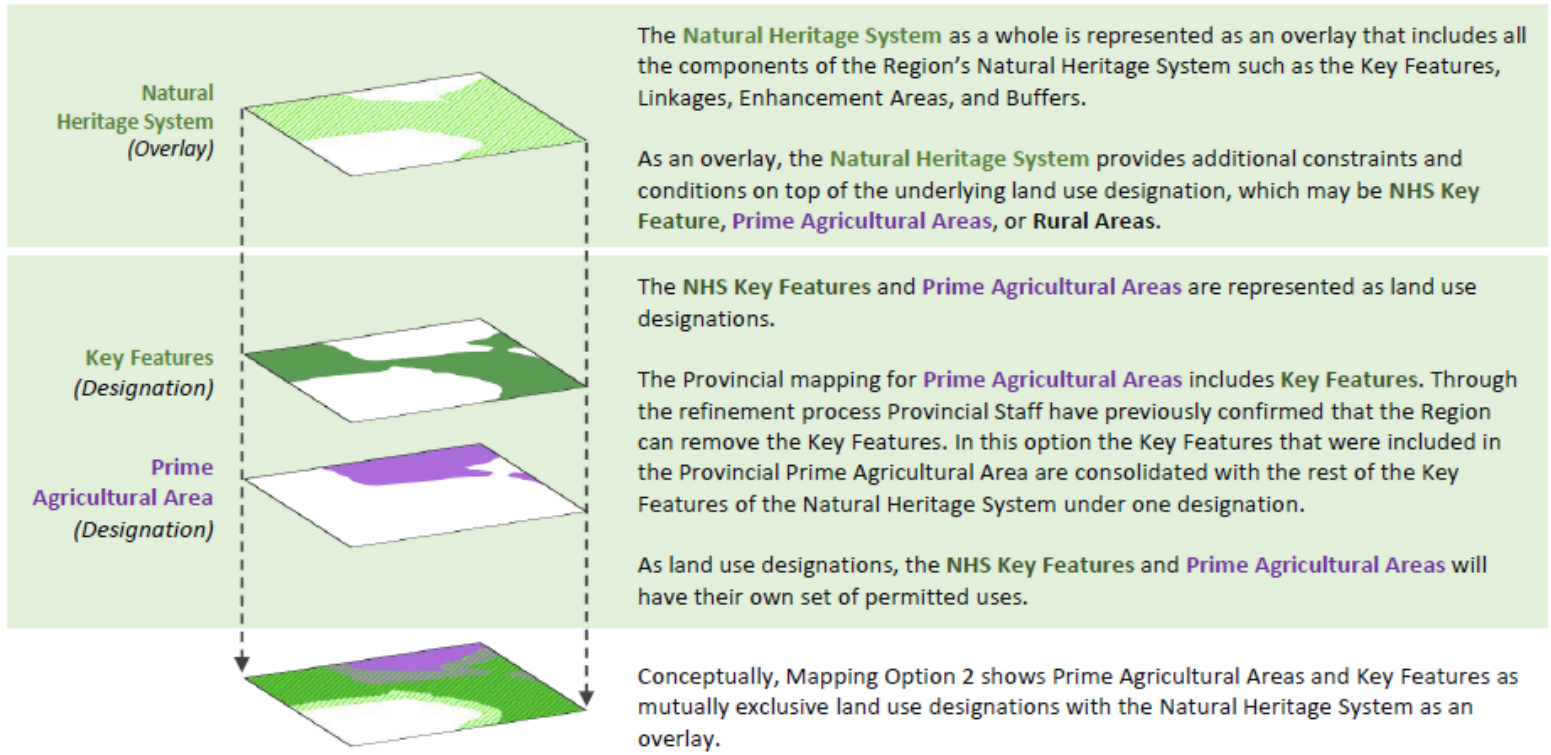 Natural
Heritage System
(Overlay)
The Natural Heritage System as a whole is represented as an overlay that includes all
the components of the Region's Natural Heritage System such as the Key Features,
Linkages, Enhancement Areas, and Buffers.
As an overlay, the Natural Heritage System provides additional constraints and
conditions on top of the underlying land use designation, which may be NHS Key
Feature, Prime Agricultural Areas, or Rural Areas.
Key Features
(Designation)
Prime
Agricultural Area
(Designation)
The NHS Key Features and Prime Agricultural Areas are represented as land use
designations.
The Provincial mapping for Prime Agricultural Areas includes Key Features. Through
the refinement process Provincial Staff have previously confirmed that the Region
can remove the Key Features. In this option the Key Features that were included in
the Provincial Prime Agricultural Area are consolidated with the rest of the Key
Features of the Natural Heritage System under one designation.
As land use designations, the NHS Key Features and Prime Agricultural Areas will
have their own set of permitted uses.
Conceptually, Mapping Option 2 shows Prime Agricultural Areas and Key Features as
mutually exclusive land use designations with the Natural Heritage System as an
overlay.